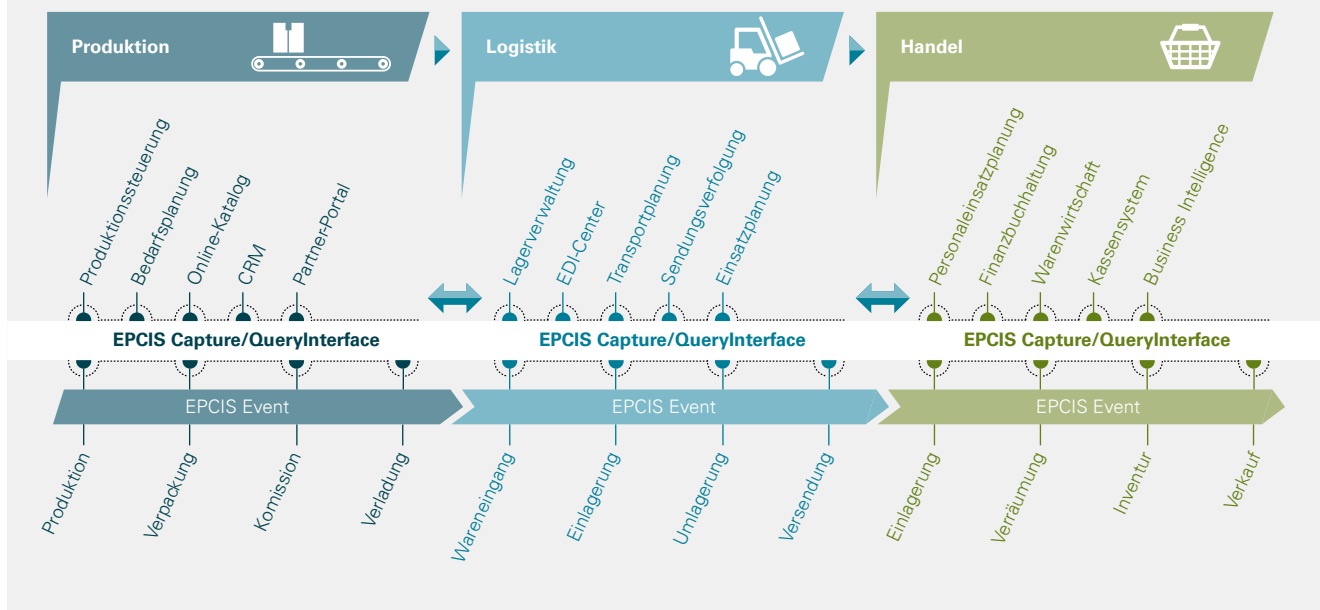 Produktion
Logistik
Handel
Produktionssteuerung
Bedarfsplanung
Online-Katalog
CRM
Partner-Portal
Lagerverwaltung
EDI-Center
Transportplanung
Sendungsverfolgung
Einsatzplanung
Personaleinsatzplanung
Finanzbuchhaltung
Warenwirtschaft
Kassensystem
Business Intelligence
EPCIS Capture/QueryInterface
EPCIS Capture/QueryInterface
EPCIS Capture/QueryInterface
EPCIS Event
EPCIS Event
EPCIS Event
Produktion
Verpackung
Komission
Verladung
Wareneingang
Einlagerung
Umlagerung
Versendung
Einlagerung
Verräumung
Inventur
Verkauf